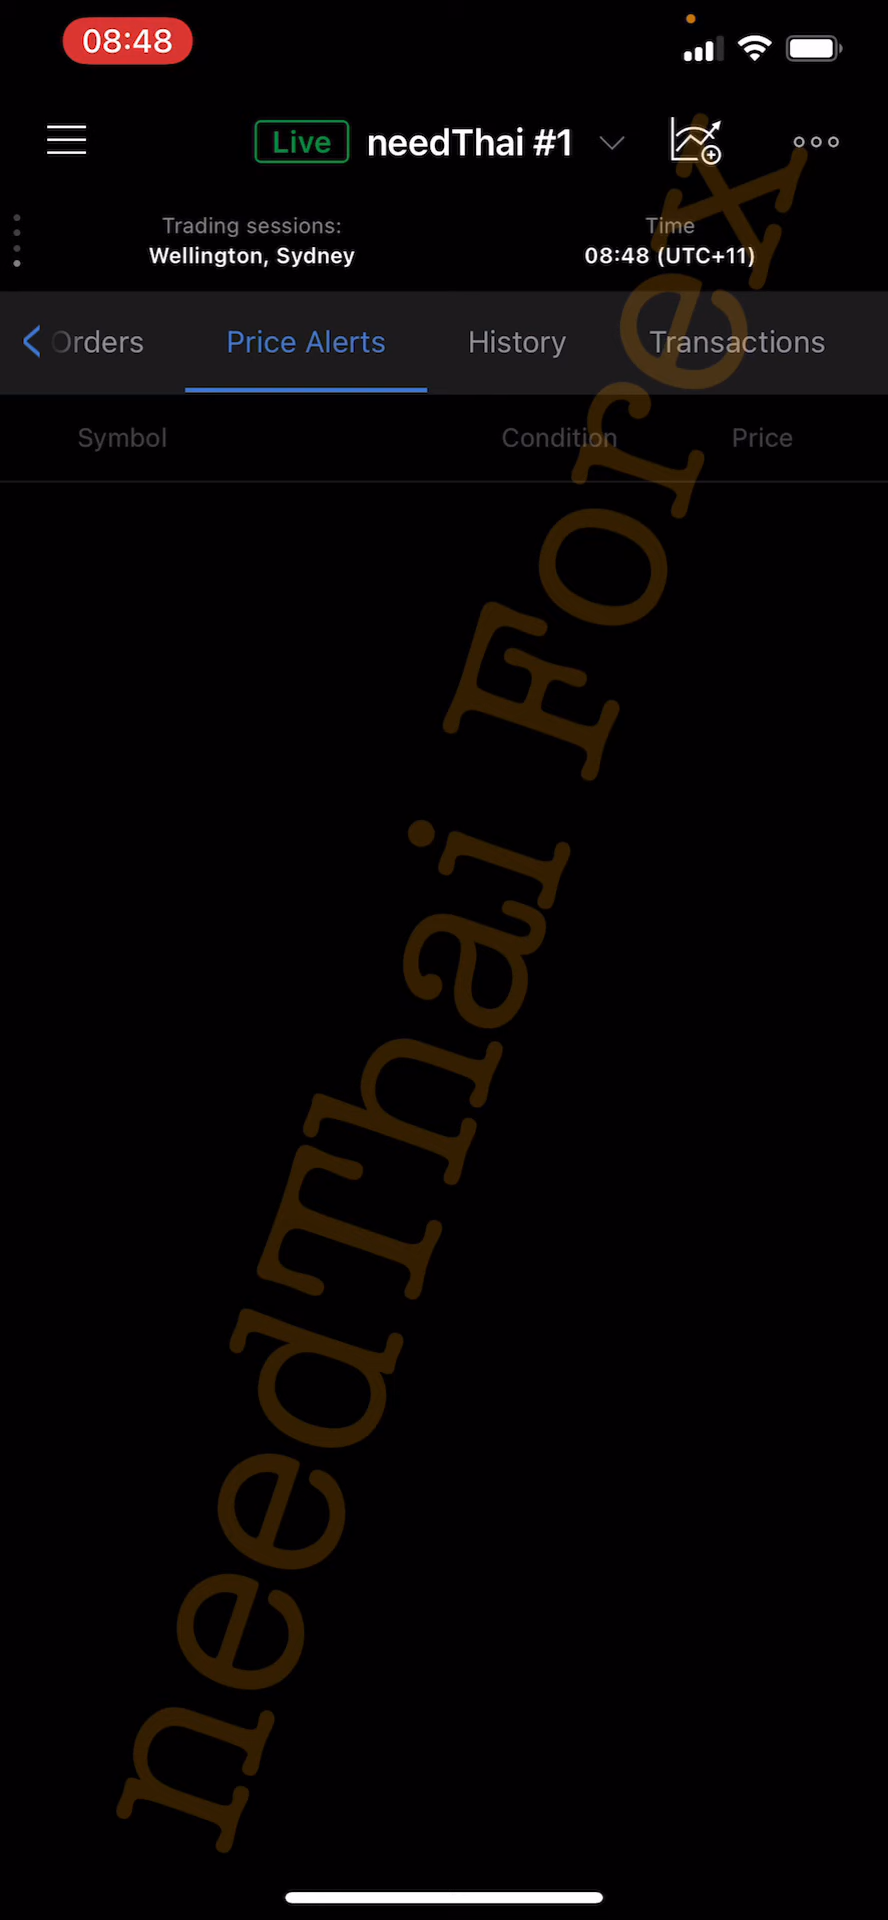 08:48
Live needThai #1
Trading sessions:
Wellington, Sydney
Time
08:48 (UTC+11)
Orders
Price Alerts
History
Transactions
Symbol
Condition
Price
needThai Forex